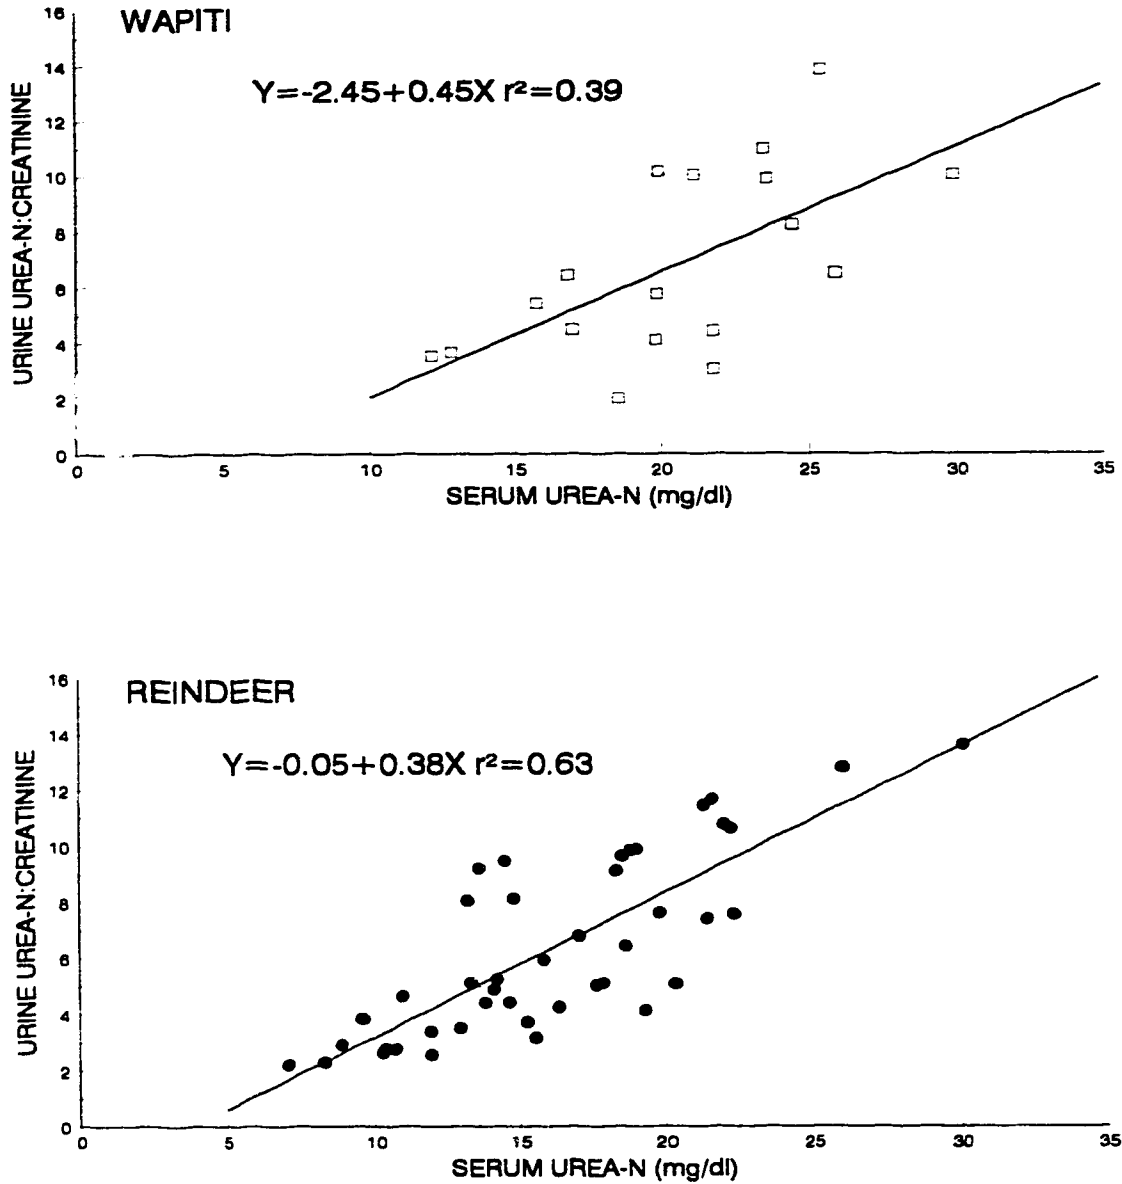 WAPITI
Y=-2.45+0.45X r²=0.39
URINE UREA-N:CREATININE
16
14
12
10
8
6
4
2
0
0 5 10 15 20 25 30 35
SERUM UREA-N (mg/dl)
REINDEER
Y=-0.05+0.38X r²=0.63
URINE UREA-N:CREATININE
16
14
12
10
8
6
4
2
0
0 5 10 15 20 25 30 35
SERUM UREA-N (mg/dl)